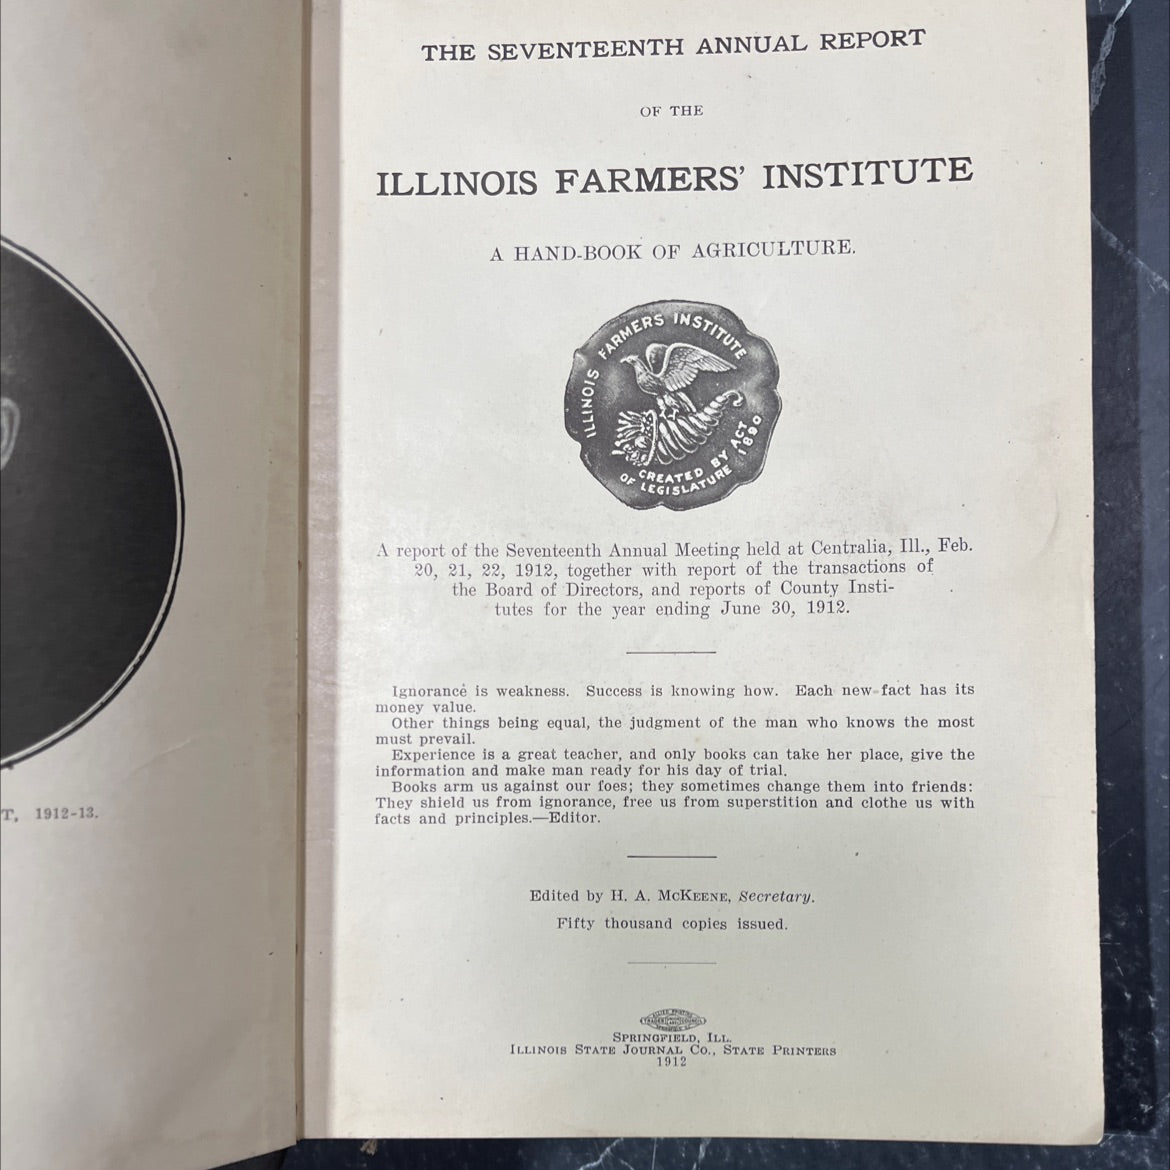 THE SEVENTEENTH ANNUAL REPORT
OF THE
ILLINOIS FARMERS' INSTITUTE
A HAND-BOOK OF AGRICULTURE.
ILLINOIS FARMERS INSTITUTE
CREATED BY ACT
OF LEGISLATURE 1890
A report of the Seventeenth Annual Meeting held at Centralia, Ill., Feb.
20, 21, 22, 1912, together with report of the transactions of
the Board of Directors, and reports of County Insti-
tutes for the year ending June 30, 1912.
Ignorance is weakness. Success is knowing how. Each new fact has its
money value.
Other things being equal, the judgment of the man who knows the most
must prevail.
Experience is a great teacher, and only books can take her place, give the
information and make man ready for his day of trial.
Books arm us against our foes; they sometimes change them into friends:
They shield us from ignorance, free us from superstition and clothe us with
facts and principles.—Editor.
T, 1912-13.
Edited by H. A. McKeene, Secretary.
Fifty thousand copies issued.
Springfield, Ill.
Illinois State Journal Co., State Printers
1912